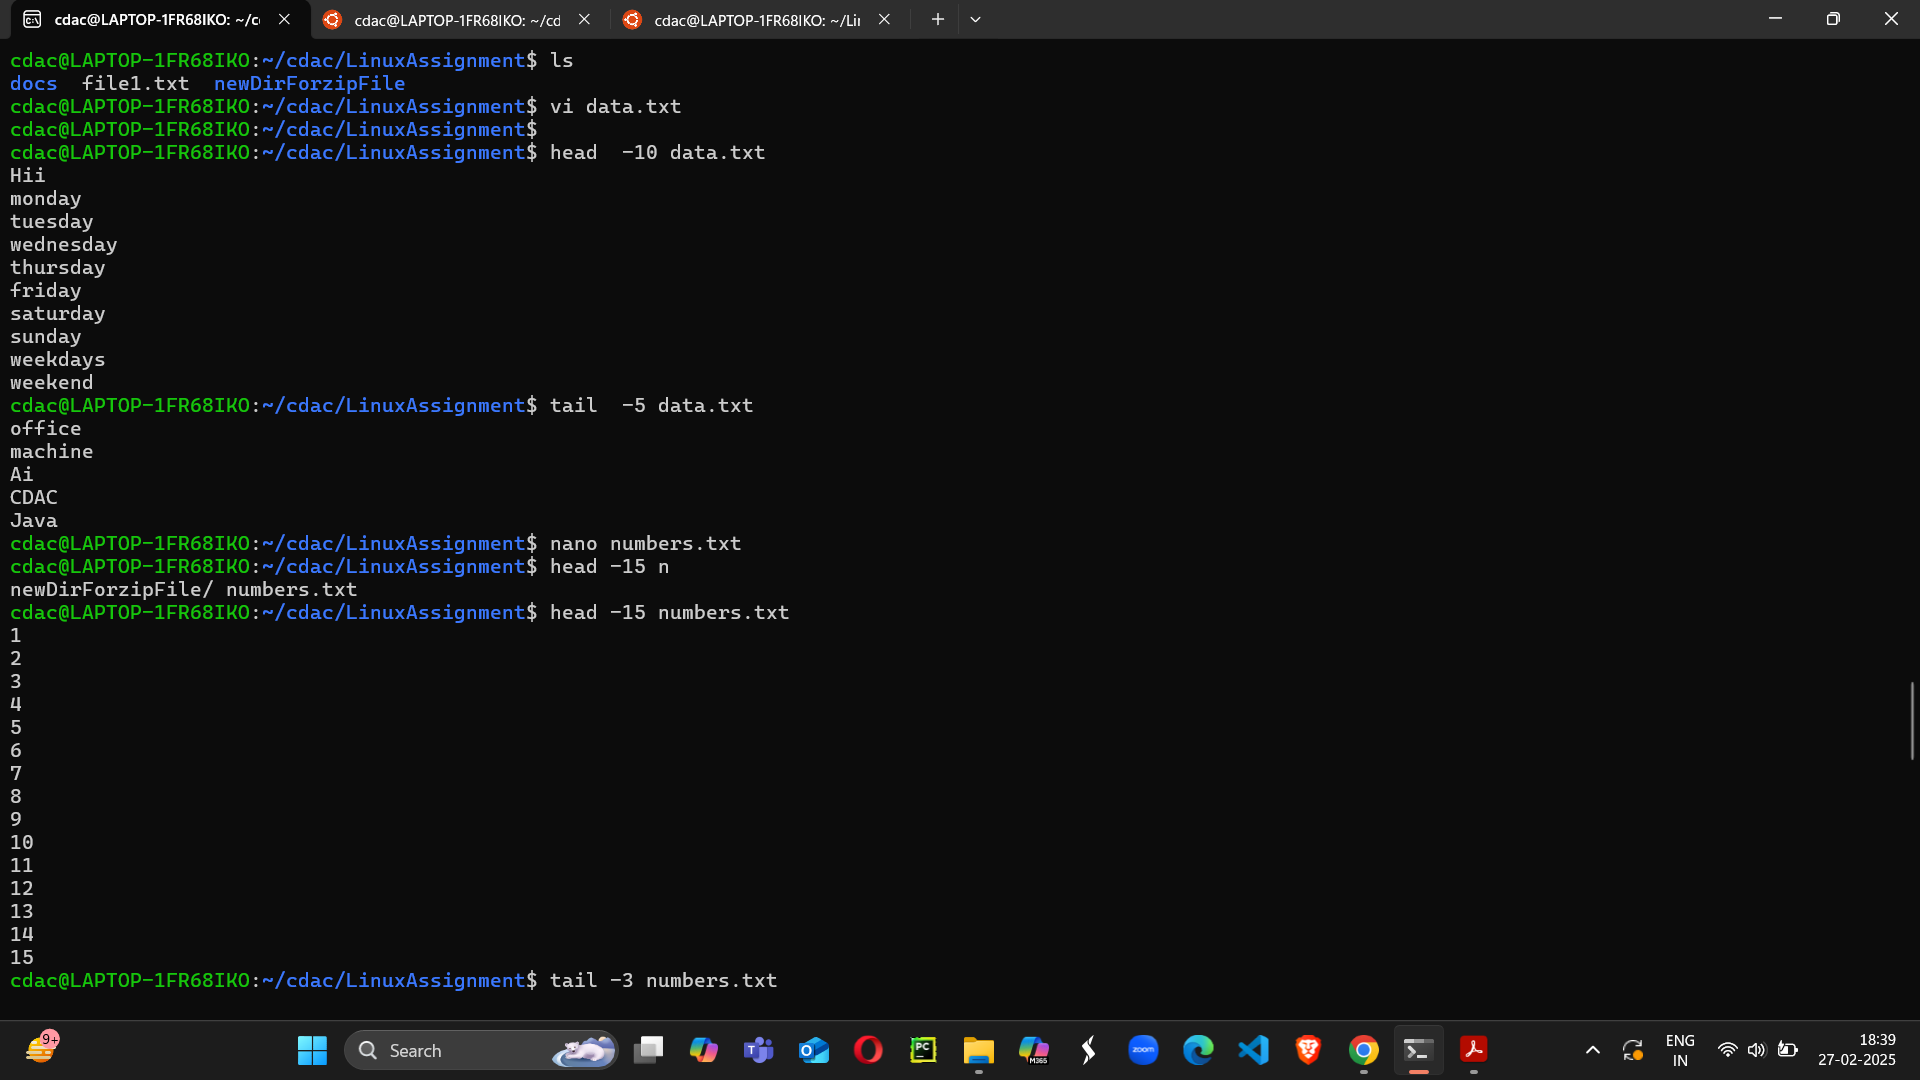 cdac@LAPTOP-1FR68IKO: ~/c
cdac@LAPTOP-1FR68IKO: ~/cd
cdac@LAPTOP-1FR68IKO: ~/Li
cdac@LAPTOP-1FR68IKO:~/cdac/LinuxAssignment$ ls
docs  file1.txt  newDirForzipFile
cdac@LAPTOP-1FR68IKO:~/cdac/LinuxAssignment$ vi data.txt
cdac@LAPTOP-1FR68IKO:~/cdac/LinuxAssignment$
cdac@LAPTOP-1FR68IKO:~/cdac/LinuxAssignment$ head  -10 data.txt
Hii
monday
tuesday
wednesday
thursday
friday
saturday
sunday
weekdays
weekend
cdac@LAPTOP-1FR68IKO:~/cdac/LinuxAssignment$ tail  -5 data.txt
office
machine
Ai
CDAC
Java
cdac@LAPTOP-1FR68IKO:~/cdac/LinuxAssignment$ nano numbers.txt
cdac@LAPTOP-1FR68IKO:~/cdac/LinuxAssignment$ head -15 n
newDirForzipFile/ numbers.txt
cdac@LAPTOP-1FR68IKO:~/cdac/LinuxAssignment$ head -15 numbers.txt
1
2
3
4
5
6
7
8
9
10
11
12
13
14
15
cdac@LAPTOP-1FR68IKO:~/cdac/LinuxAssignment$ tail -3 numbers.txt
9+
Search
PC
M365
zoom
ENG
IN
18:39
27-02-2025